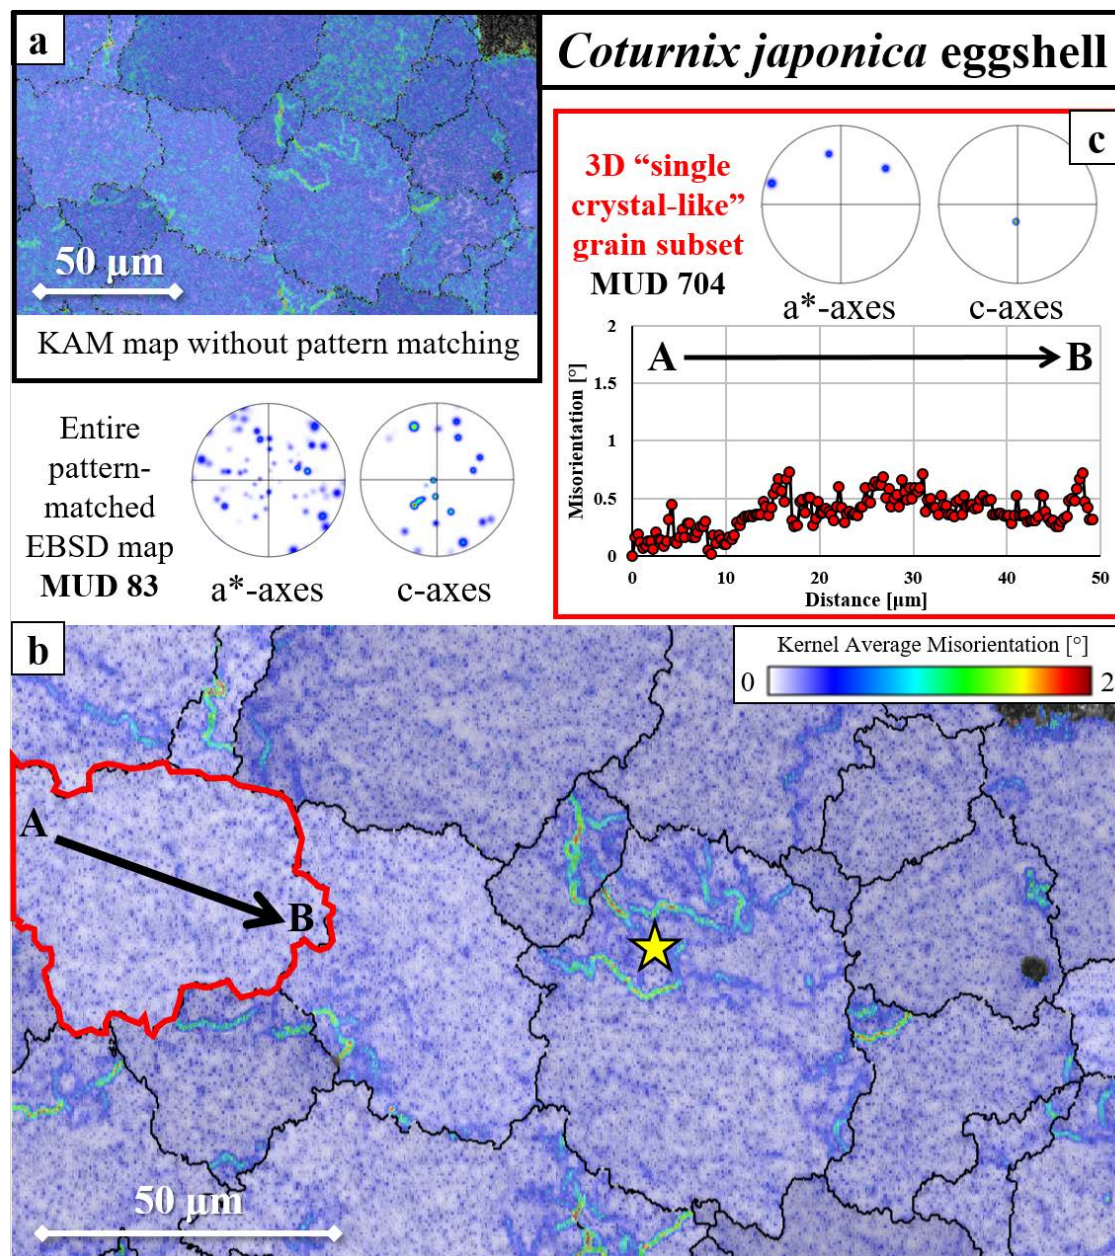 a
Coturnix japonica eggshell
50 µm
KAM map without pattern matching
c
3D “single
crystal-like”
grain subset
MUD 704
a*-axes
c-axes
Entire
pattern-
matched
EBSD map
MUD 83
a*-axes
c-axes
Misorientation [°]
2
1.5
1
0.5
0
A
B
0
10
20
30
40
50
Distance [µm]
b
Kernel Average Misorientation [°]
0
2
A
B
50 µm